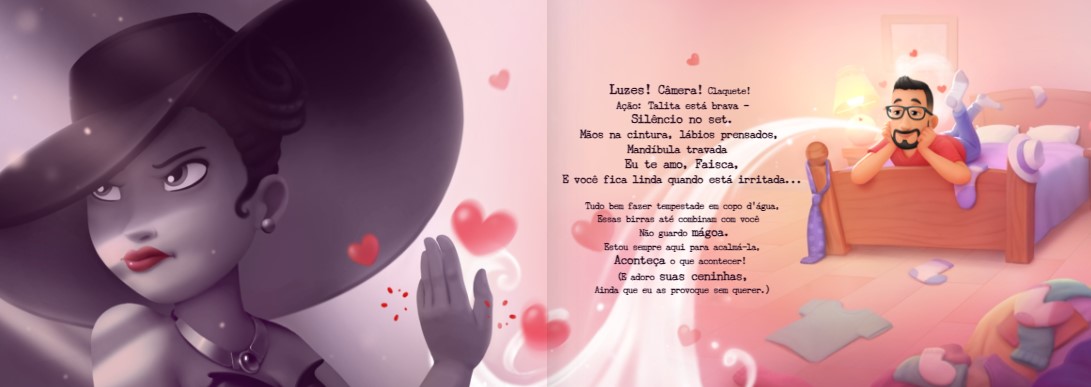 Luzes! Câmera! Claquete!
Ação: Talita está brava –
Silêncio no set.
Mãos na cintura, lábios prensados,
Mandíbula travada
Eu te amo, Faisca,
E você fica linda quando está irritada...
Tudo bem fazer tempestade em copo d'água,
Essas birras até combinam com você
Não guardo mágoa.
Estou sempre aqui para acalmá-la,
Aconteça o que acontecer!
(E adoro suas ceninhas,
Ainda que eu as provoque sem querer.)